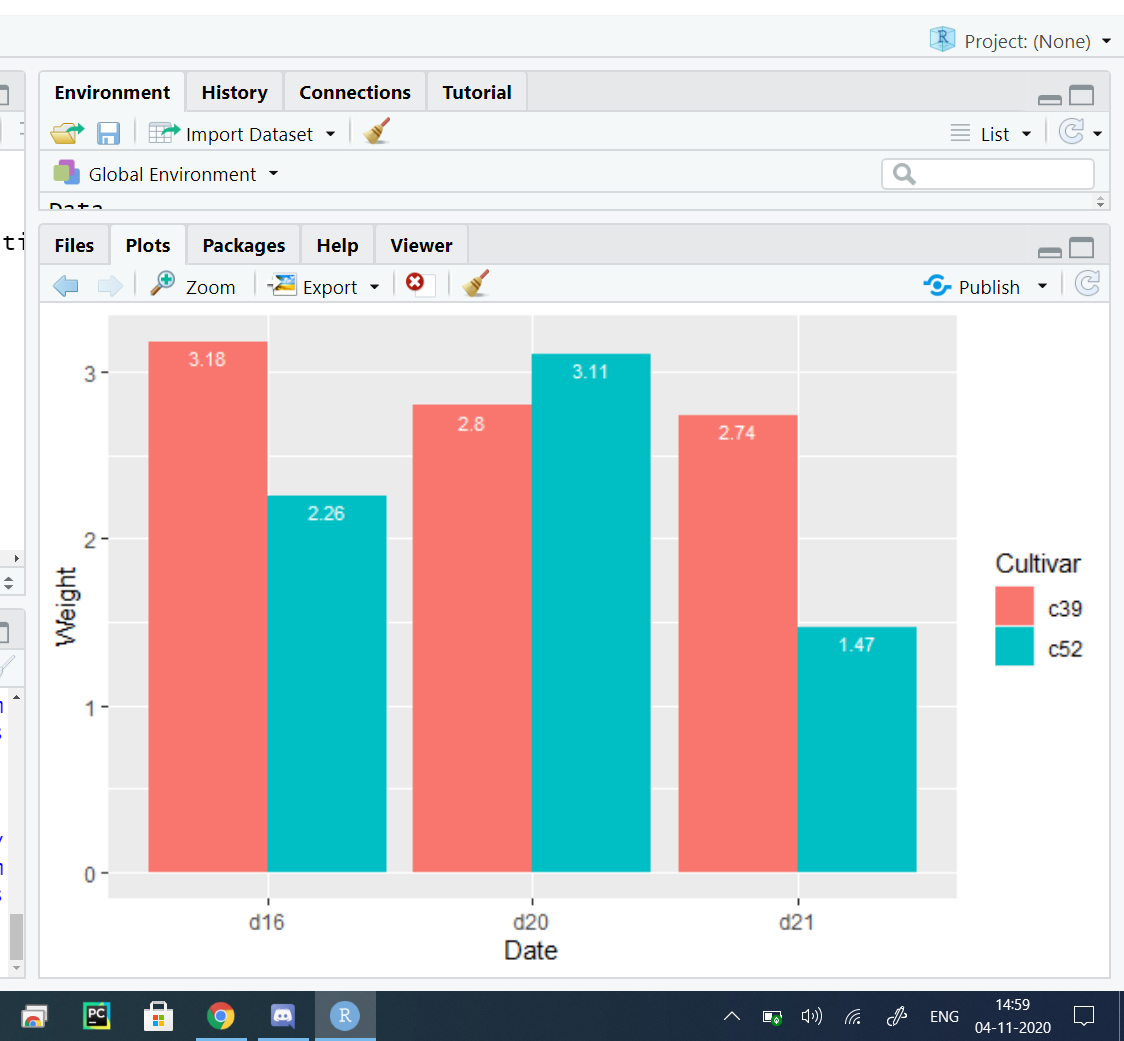 Project: (None)
Environment History Connections Tutorial
Import Dataset List
Global Environment
Files Plots Packages Help Viewer
Zoom Export Publish
3.18
2.26
2.8
3.11
2.74
1.47
3
2
1
0
Weight
d16 d20 d21
Date
Cultivar
c39
c52
PC R ENG 14:59
04-11-2020